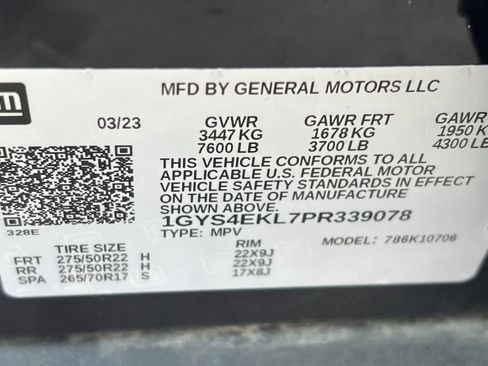 gm
MFD BY GENERAL MOTORS LLC
03/23 GVWR GAWR FRT GAWR
3447 KG 1678 KG 1950 K
7600 LB 3700 LB 4300 L
THIS VEHICLE CONFORMS TO ALL
APPLICABLE U.S. FEDERAL MOTOR
VEHICLE SAFETY STANDARDS IN EFFECT
ON THE DATE OF MANUFACTURE
SHOWN ABOVE.
1GYS4EKL7PR339078
328E TYPE: MPV MODEL: 786K10706
TIRE SIZE RIM
FRT 275/50R22 H 22X9J
RR 275/50R22 H 22X9J
SPA 265/70R17 S 17X8J